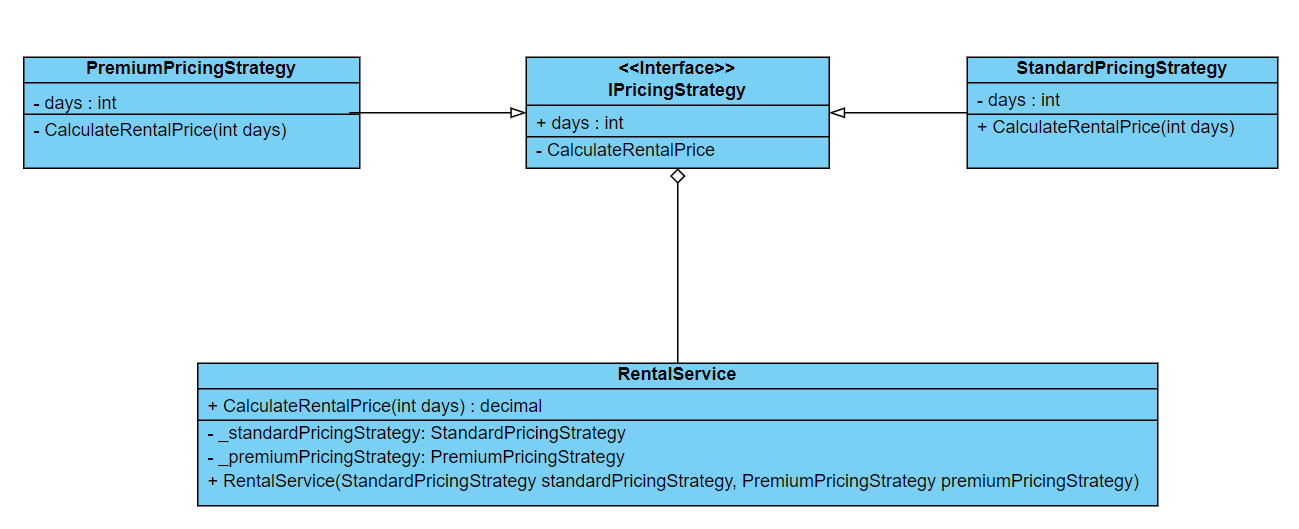 PremiumPricingStrategy
- days : int
- CalculateRentalPrice(int days)
<<Interface>>
IPricingStrategy
+ days : int
- CalculateRentalPrice
StandardPricingStrategy
- days : int
+ CalculateRentalPrice(int days)
RentalService
+ CalculateRentalPrice(int days) : decimal
- _standardPricingStrategy: StandardPricingStrategy
- _premiumPricingStrategy: PremiumPricingStrategy
+ RentalService(StandardPricingStrategy standardPricingStrategy, PremiumPricingStrategy premiumPricingStrategy)